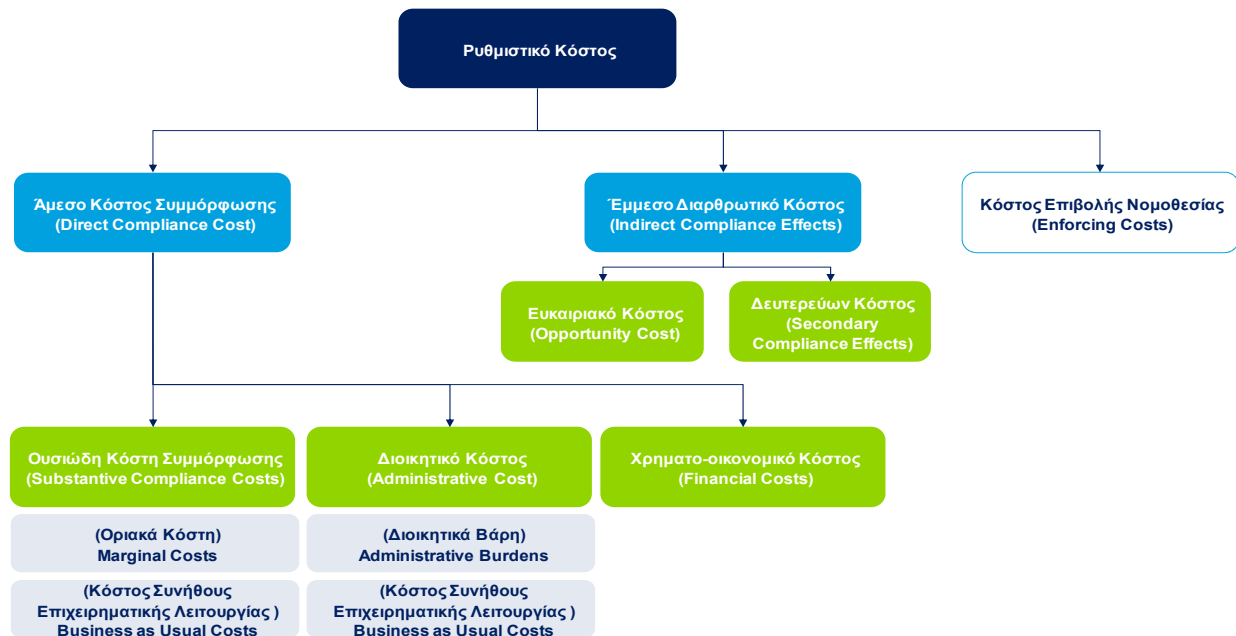 Ρυθμιστικό Κόστος
Άμεσο Κόστος Συμμόρφωσης
(Direct Compliance Cost)
Έμμεσο Διαρθρωτικό Κόστος
(Indirect Compliance Effects)
Κόστος Επιβολής Νομοθεσίας
(Enforcing Costs)
Ευκαιριακό Κόστος
(Opportunity Cost)
Δευτερεύων Κόστος
(Secondary
Compliance Effects)
Ουσιώδη Κόστη Συμμόρφωσης
(Substantive Compliance Costs)
Διοικητικό Κόστος
(Administrative Cost)
Χρηματο-οικονομικό Κόστος
(Financial Costs)
(Οριακά Κόστη)
Marginal Costs
(Διοικητικά Βάρη)
Administrative Burdens
(Κόστος Συνήθους
Επιχειρηματικής Λειτουργίας )
Business as Usual Costs
(Κόστος Συνήθους
Επιχειρηματικής Λειτουργίας )
Business as Usual Costs